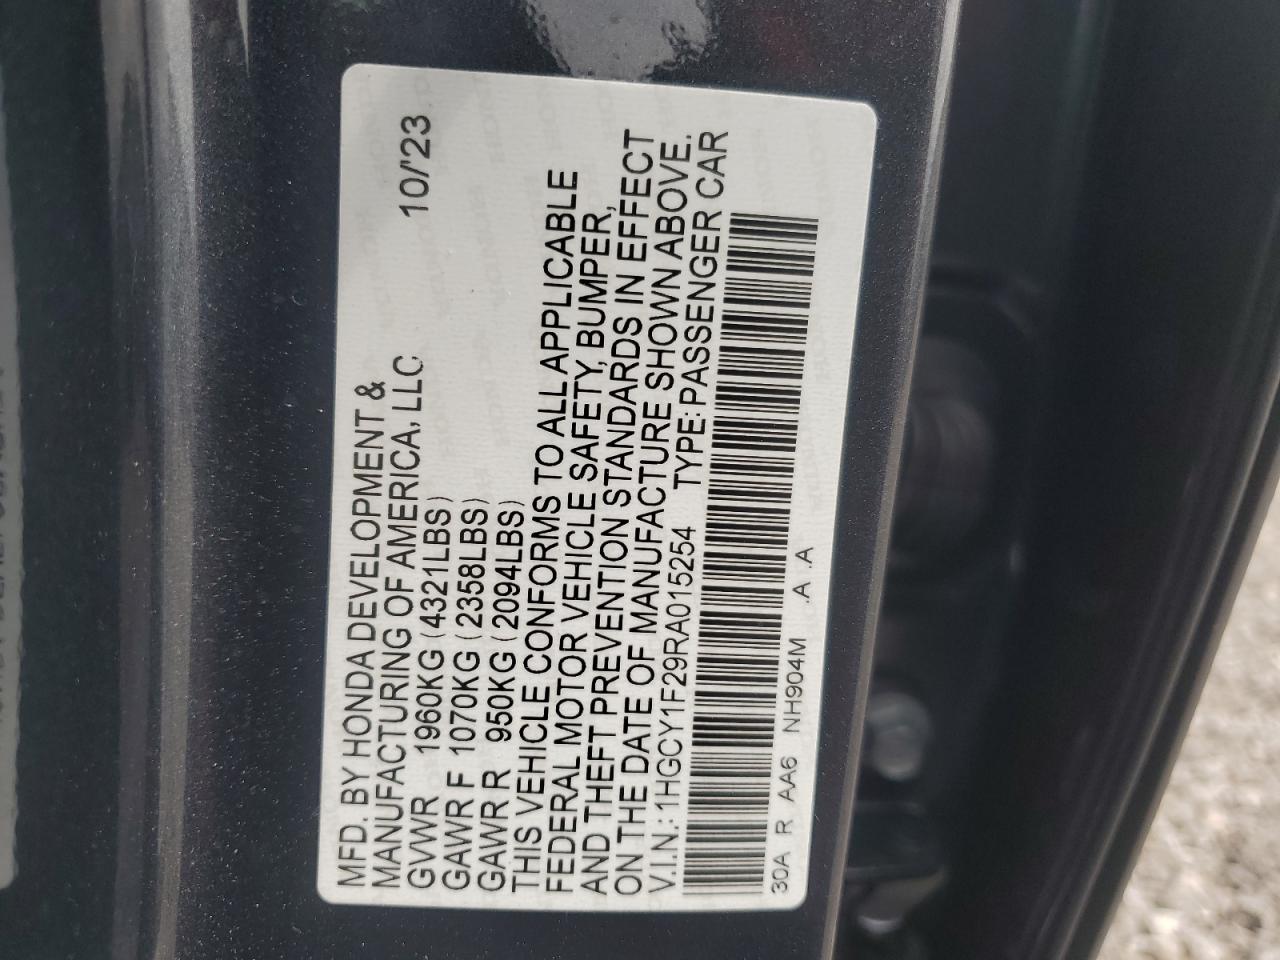 MFD. BY HONDA DEVELOPMENT &
MANUFACTURING OF AMERICA, LLC 10/'23
GVWR 1960KG (4321LBS)
GAWR F 1070KG (2358LBS)
GAWR R 950KG (2094LBS)
THIS VEHICLE CONFORMS TO ALL APPLICABLE
FEDERAL MOTOR VEHICLE SAFETY, BUMPER,
AND THEFT PREVENTION STANDARDS IN EFFECT
ON THE DATE OF MANUFACTURE SHOWN ABOVE.
V.I.N.: 1HGCY1F29RA015254 TYPE: PASSENGER CAR
30A R AA6 NH904M .A .A